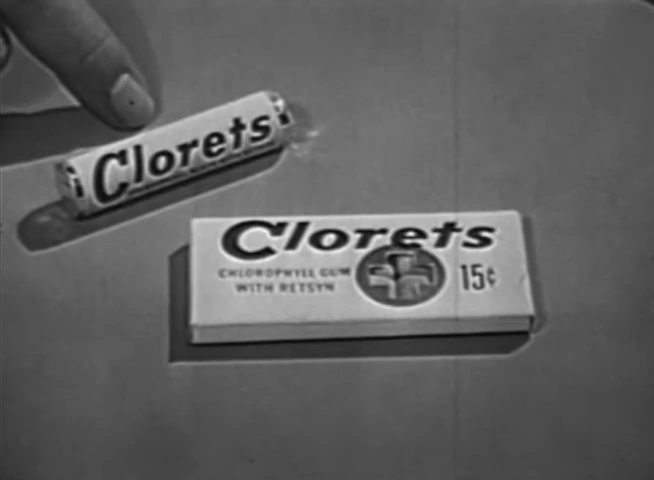 Clorets
Clorets
CHLOROPHYLL GUM
WITH RETSYN
15¢